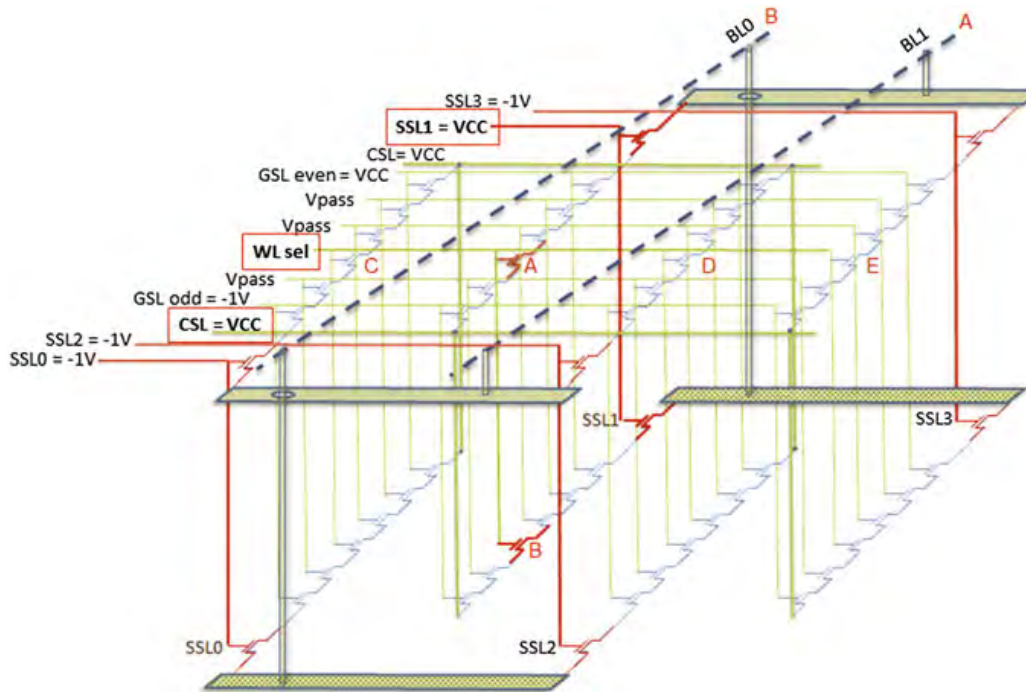 B
A
BL0
BL1
SSL3 = -1V
SSL1 = VCC
CSL= VCC
GSL even = VCC
Vpass
Vpass
WL sel
C
A
D
E
Vpass
GSL odd = -1V
CSL = VCC
SSL2 = -1V
SSL0 = -1V
SSL1
SSL3
B
SSL0
SSL2